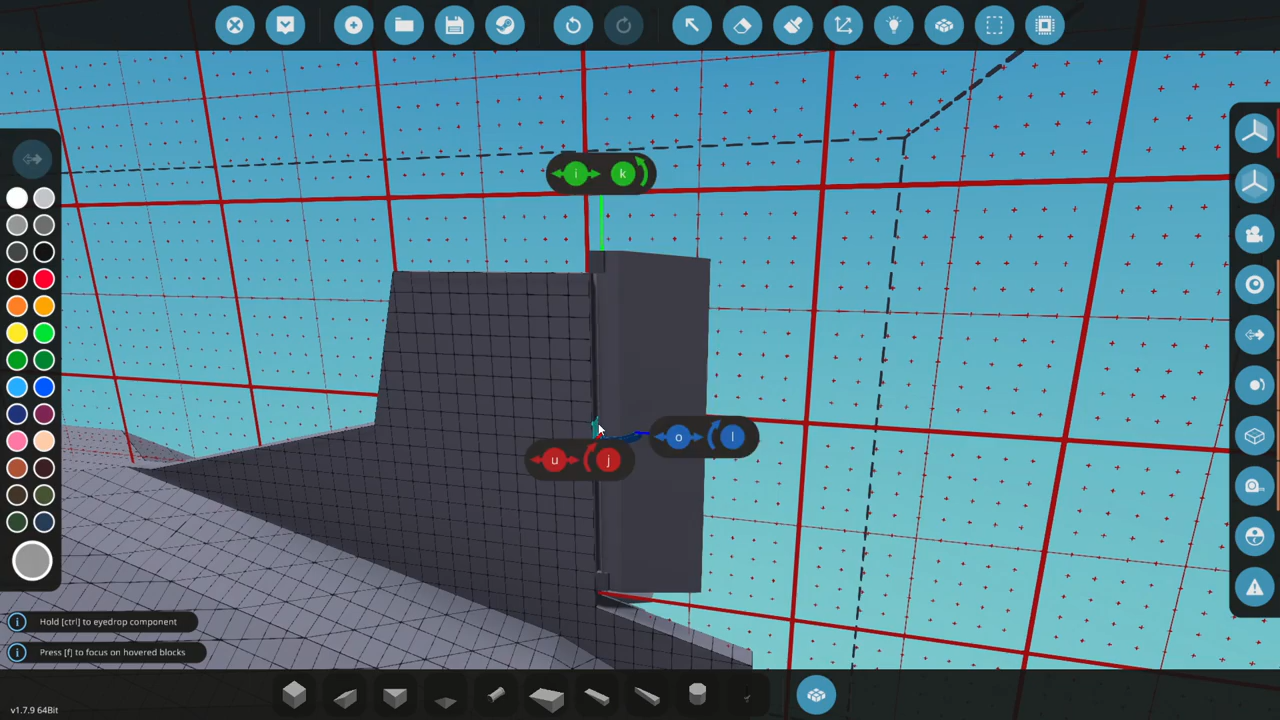 i k
o l
u j
Hold [ctrl] to eyedrop component
Press [f] to focus on hovered blocks
v1.7.9 64Bit